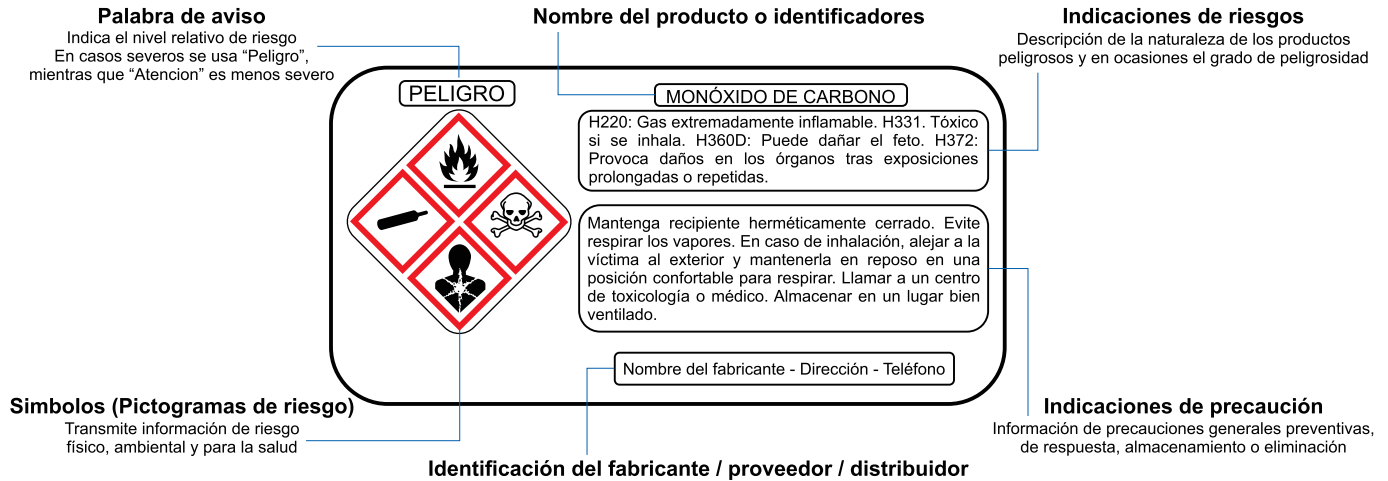 Palabra de aviso
Indica el nivel relativo de riesgo
En casos severos se usa “Peligro”,
mientras que “Atencion” es menos severo
Nombre del producto o identificadores
Indicaciones de riesgos
Descripción de la naturaleza de los productos
peligrosos y en ocasiones el grado de peligrosidad
PELIGRO
MONÓXIDO DE CARBONO
H220: Gas extremadamente inflamable. H331. Tóxico
si se inhala. H360D: Puede dañar el feto. H372:
Provoca daños en los órganos tras exposiciones
prolongadas o repetidas.
Mantenga recipiente herméticamente cerrado. Evite
respirar los vapores. En caso de inhalación, alejar a la
víctima al exterior y mantenerla en reposo en una
posición confortable para respirar. Llamar a un centro
de toxicología o médico. Almacenar en un lugar bien
ventilado.
Nombre del fabricante - Dirección - Teléfono
Simbolos (Pictogramas de riesgo)
Transmite información de riesgo
físico, ambiental y para la salud
Identificación del fabricante / proveedor / distribuidor
Indicaciones de precaución
Información de precauciones generales preventivas,
de respuesta, almacenamiento o eliminación